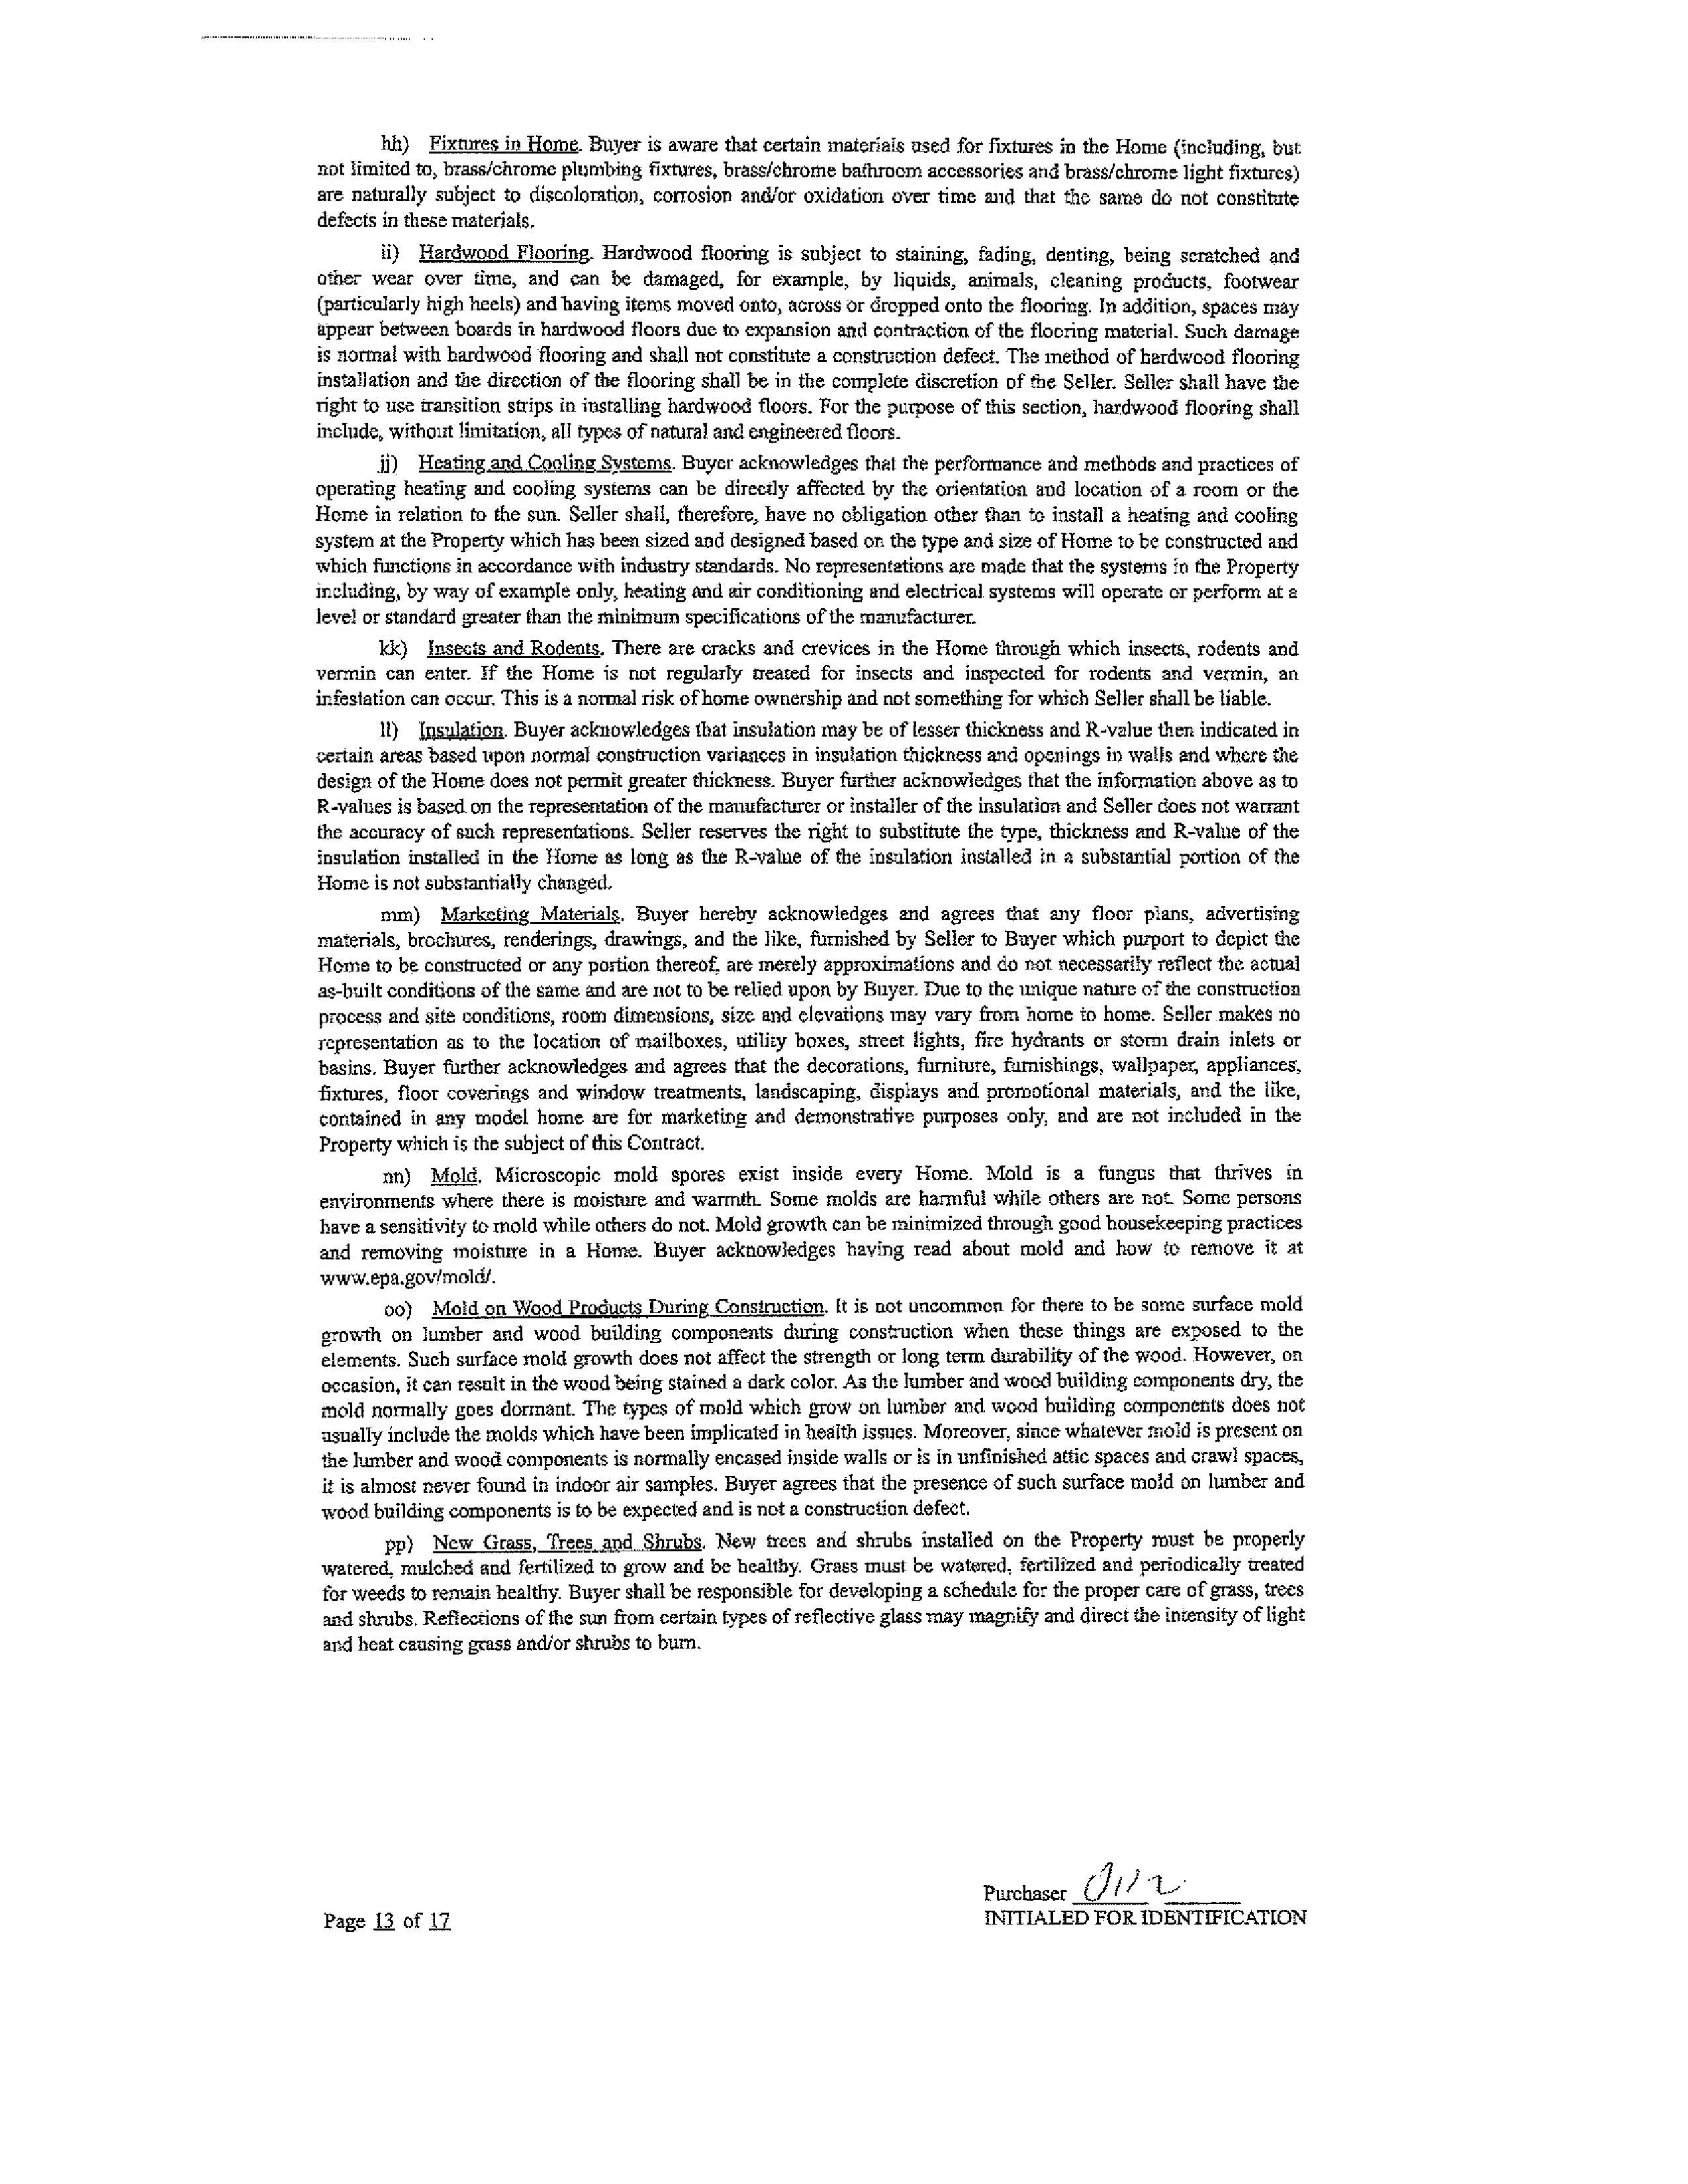 hh) Fixtures in Home. Buyer is aware that certain materials used for fixtures in the Home (including, but
not limited to, brass/chrome plumbing fixtures, brass/chrome bathroom accessories and brass/chrome light fixtures)
are naturally subject to discoloration, corrosion and/or oxidation over time and that the same do not constitute
defects in these materials.
ii) Hardwood Flooring. Hardwood flooring is subject to staining, fading, denting, being scratched and
other wear over time, and can be damaged, for example, by liquids, animals, cleaning products, footwear
(particularly high heels) and having items moved onto, across or dropped onto the flooring. In addition, spaces may
appear between boards in hardwood floors due to expansion and contraction of the flooring material. Such damage
is normal with hardwood flooring and shall not constitute a construction defect. The method of hardwood flooring
installation and the direction of the flooring shall be in the complete discretion of the Seller. Seller shall have the
right to use transition strips in installing hardwood floors. For the purpose of this section, hardwood flooring shall
include, without limitation, all types of natural and engineered floors.
jj) Heating and Cooling Systems. Buyer acknowledges that the performance and methods and practices of
operating heating and cooling systems can be directly affected by the orientation and location of a room or the
Home in relation to the sun. Seller shall, therefore, have no obligation other than to install a heating and cooling
system at the Property which has been sized and designed based on the type and size of Home to be constructed and
which functions in accordance with industry standards. No representations are made that the systems in the Property
including, by way of example only, heating and air conditioning and electrical systems will operate or perform at a
level or standard greater than the minimum specifications of the manufacturer.
kk) Insects and Rodents. There are cracks and crevices in the Home through which insects, rodents and
vermin can enter. If the Home is not regularly treated for insects and inspected for rodents and vermin, an
infestation can occur. This is a normal risk of home ownership and not something for which Seller shall be liable.
ll) Insulation. Buyer acknowledges that insulation may be of lesser thickness and R-value then indicated in
certain areas based upon normal construction variances in insulation thickness and openings in walls and where the
design of the Home does not permit greater thickness. Buyer further acknowledges that the information above as to
R-values is based on the representation of the manufacturer or installer of the insulation and Seller does not warrant
the accuracy of such representations. Seller reserves the right to substitute the type, thickness and R-value of the
insulation installed in the Home as long as the R-value of the insulation installed in a substantial portion of the
Home is not substantially changed.
mm) Marketing Materials. Buyer hereby acknowledges and agrees that any floor plans, advertising
materials, brochures, renderings, drawings, and the like, furnished by Seller to Buyer which purport to depict the
Home to be constructed or any portion thereof, are merely approximations and do not necessarily reflect the actual
as-built conditions of the same and are not to be relied upon by Buyer. Due to the unique nature of the construction
process and site conditions, room dimensions, size and elevations may vary from home to home. Seller makes no
representation as to the location of mailboxes, utility boxes, street lights, fire hydrants or storm drain inlets or
basins. Buyer further acknowledges and agrees that the decorations, furniture, furnishings, wallpaper, appliances,
fixtures, floor coverings and window treatments, landscaping, displays and promotional materials, and the like,
contained in any model home are for marketing and demonstrative purposes only, and are not included in the
Property which is the subject of this Contract.
nn) Mold. Microscopic mold spores exist inside every Home. Mold is a fungus that thrives in
environments where there is moisture and warmth. Some molds are harmful while others are not. Some persons
have a sensitivity to mold while others do not. Mold growth can be minimized through good housekeeping practices
and removing moisture in a Home. Buyer acknowledges having read about mold and how to remove it at
www.epa.gov/mold/.
oo) Mold on Wood Products During Construction. It is not uncommon for there to be some surface mold
growth on lumber and wood building components during construction when these things are exposed to the
elements. Such surface mold growth does not affect the strength or long term durability of the wood. However, on
occasion, it can result in the wood being stained a dark color. As the lumber and wood building components dry, the
mold normally goes dormant. The types of mold which grow on lumber and wood building components does not
usually include the molds which have been implicated in health issues. Moreover, since whatever mold is present on
the lumber and wood components is normally encased inside walls or is in unfinished attic spaces and crawl spaces,
it is almost never found in indoor air samples. Buyer agrees that the presence of such surface mold on lumber and
wood building components is to be expected and is not a construction defect.
pp) New Grass, Trees and Shrubs. New trees and shrubs installed on the Property must be properly
watered, mulched and fertilized to grow and be healthy. Grass must be watered, fertilized and periodically treated
for weeds to remain healthy. Buyer shall be responsible for developing a schedule for the proper care of grass, trees
and shrubs. Reflections of the sun from certain types of reflective glass may magnify and direct the intensity of light
and heat causing grass and/or shrubs to burn.
Purchaser
Page 13 of 17
INITIALED FOR IDENTIFICATION